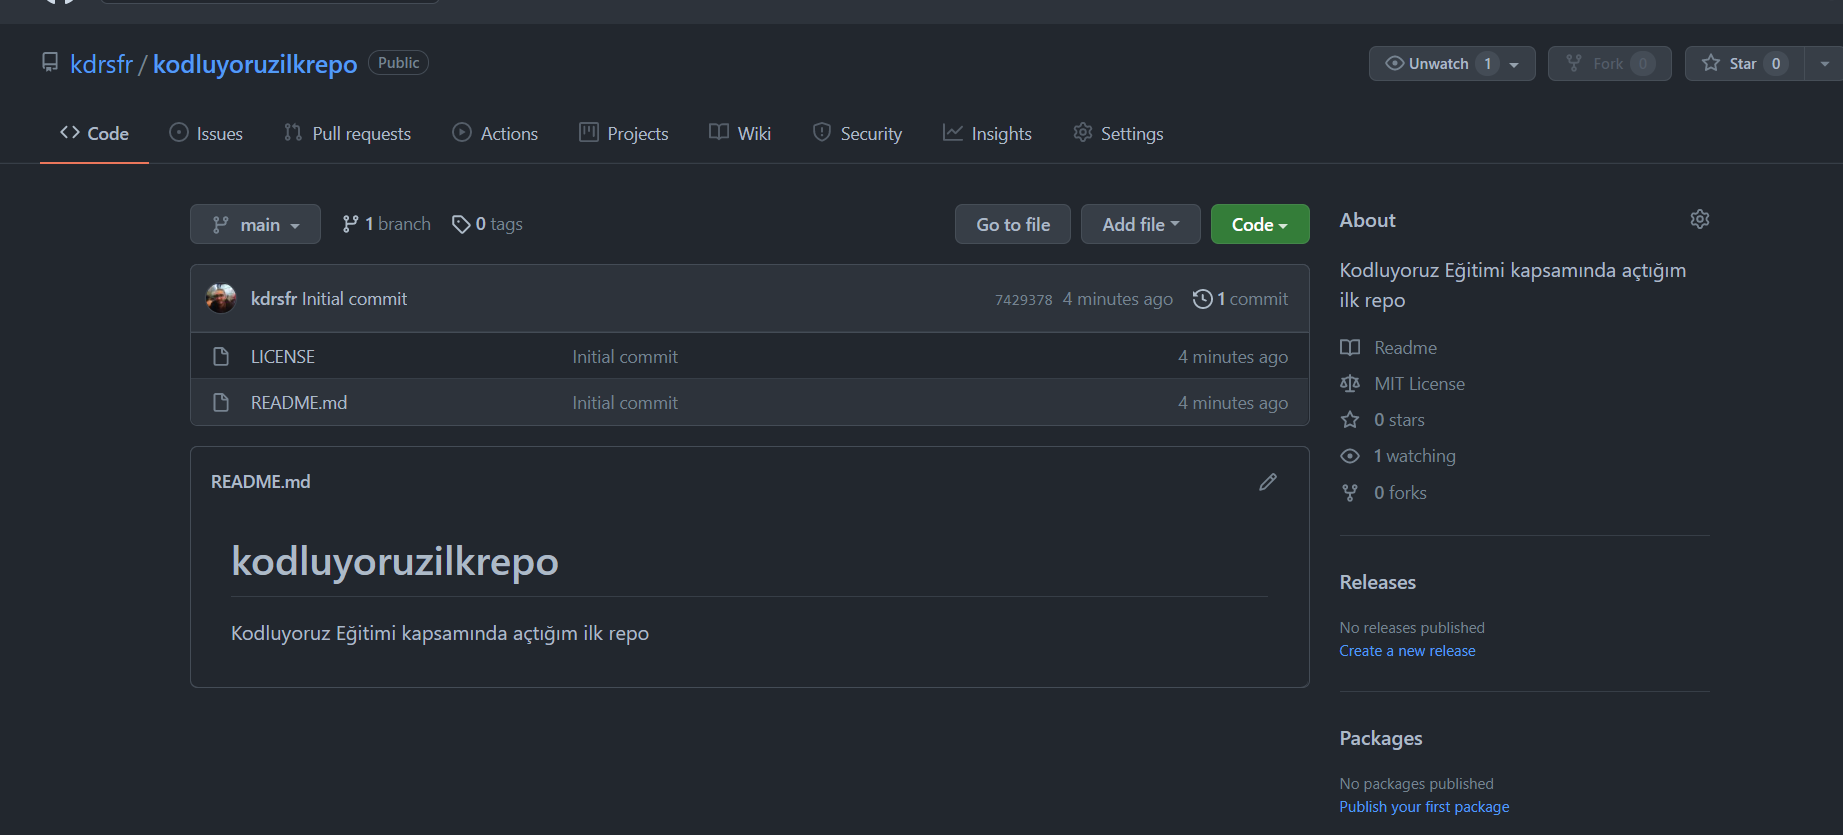 kdrsfr / kodluyoruzilkrepo Public
Unwatch 1 Fork 0 Star 0
Code Issues Pull requests Actions Projects Wiki Security Insights Settings
main 1 branch 0 tags Go to file Add file Code
kdrsfr Initial commit 7429378 4 minutes ago 1 commit
LICENSE Initial commit 4 minutes ago
README.md Initial commit 4 minutes ago
README.md
kodluyoruzilkrepo
Kodluyoruz Eğitimi kapsamında açtığım ilk repo
About
Kodluyoruz Eğitimi kapsamında açtığım
ilk repo
Readme
MIT License
0 stars
1 watching
0 forks
Releases
No releases published
Create a new release
Packages
No packages published
Publish your first package